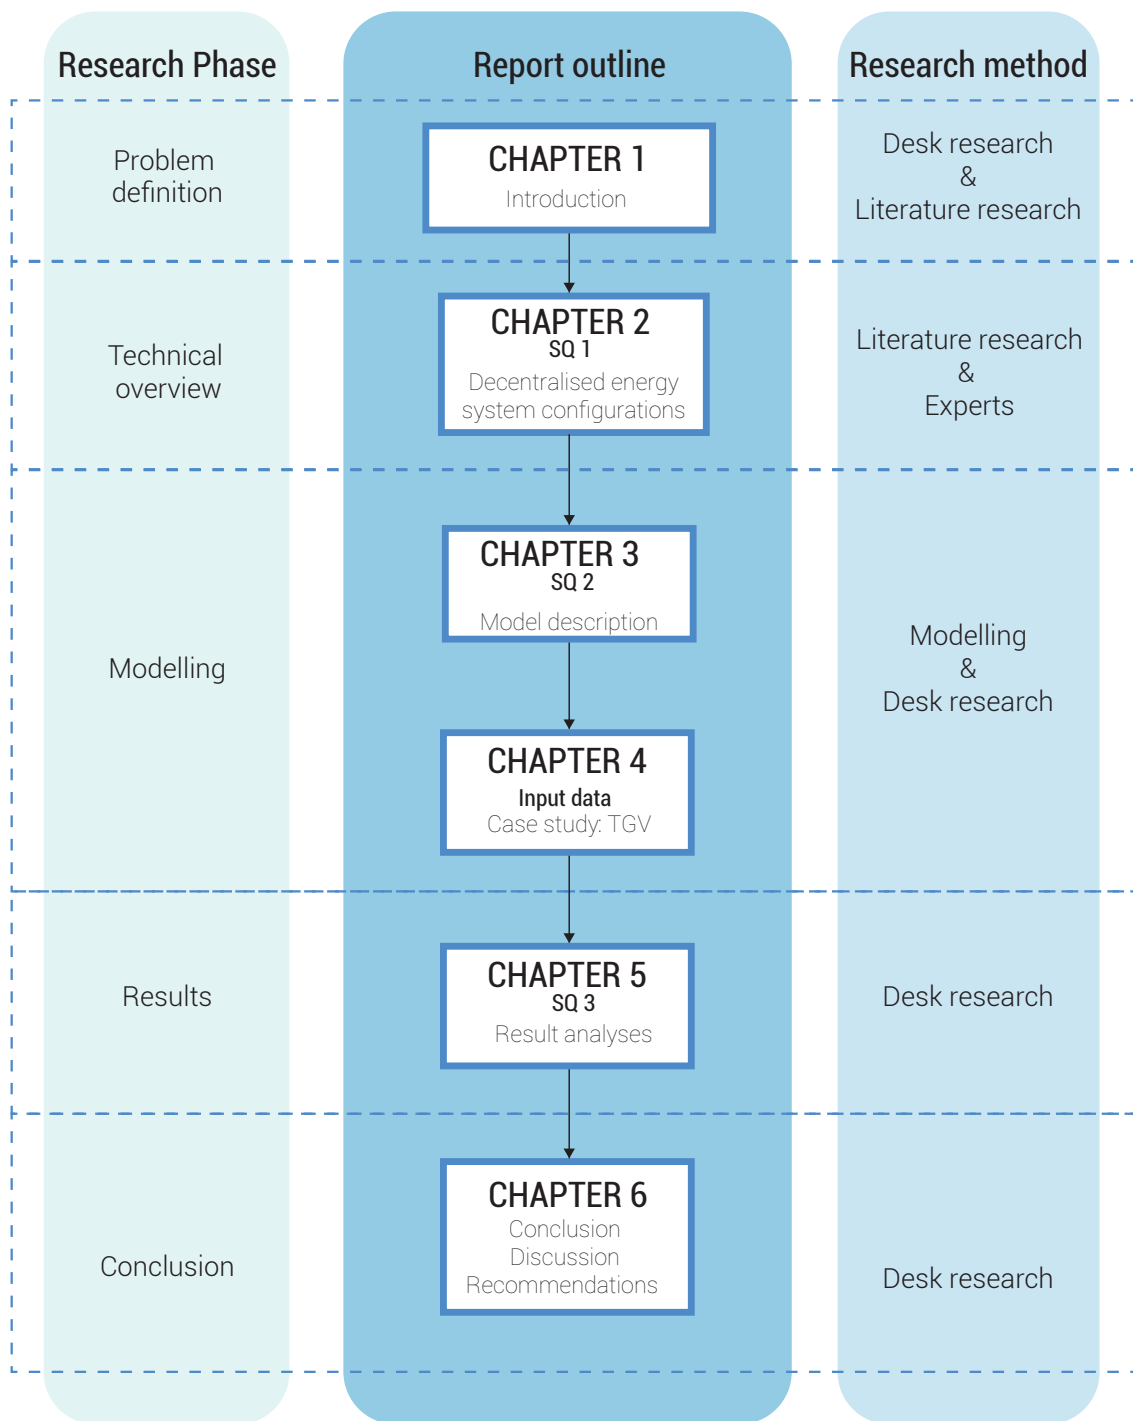 Research Phase
Report outline
Research method
Problem
definition
CHAPTER 1
Introduction
Desk research
&
Literature research
Technical
overview
CHAPTER 2
SQ 1
Decentralised energy
system configurations
Literature research
&
Experts
Modelling
CHAPTER 3
SQ 2
Model description
CHAPTER 4
Input data
Case study: TGV
Modelling
&
Desk research
Results
CHAPTER 5
SQ 3
Result analyses
Desk research
Conclusion
CHAPTER 6
Conclusion
Discussion
Recommendations
Desk research